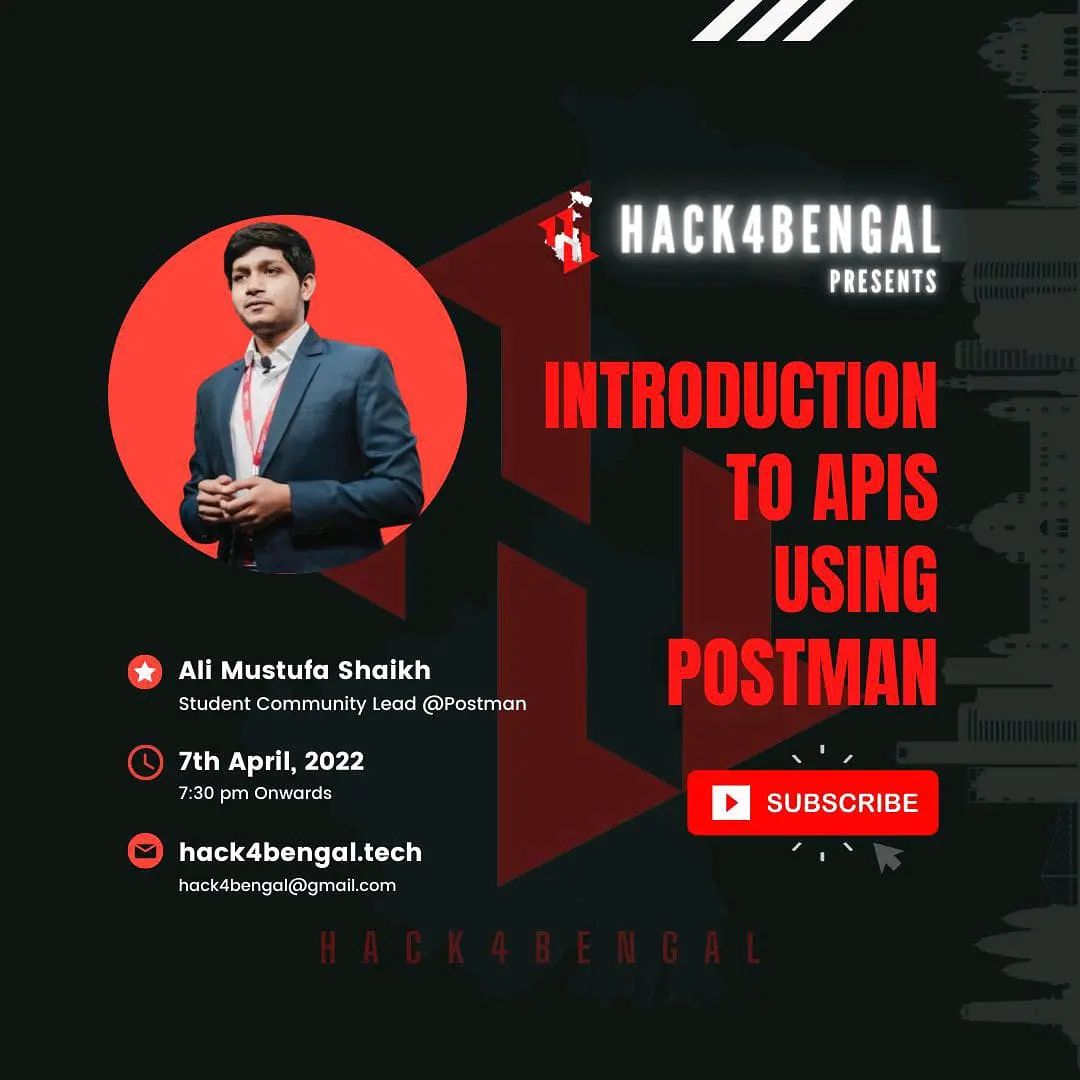 HACK4BENGAL
PRESENTS
INTRODUCTION
TO APIS
USING
POSTMAN
Ali Mustufa Shaikh
Student Community Lead @Postman
7th April, 2022
7:30 pm Onwards
hack4bengal.tech
hack4bengal@gmail.com
SUBSCRIBE
HACK4BENGAL